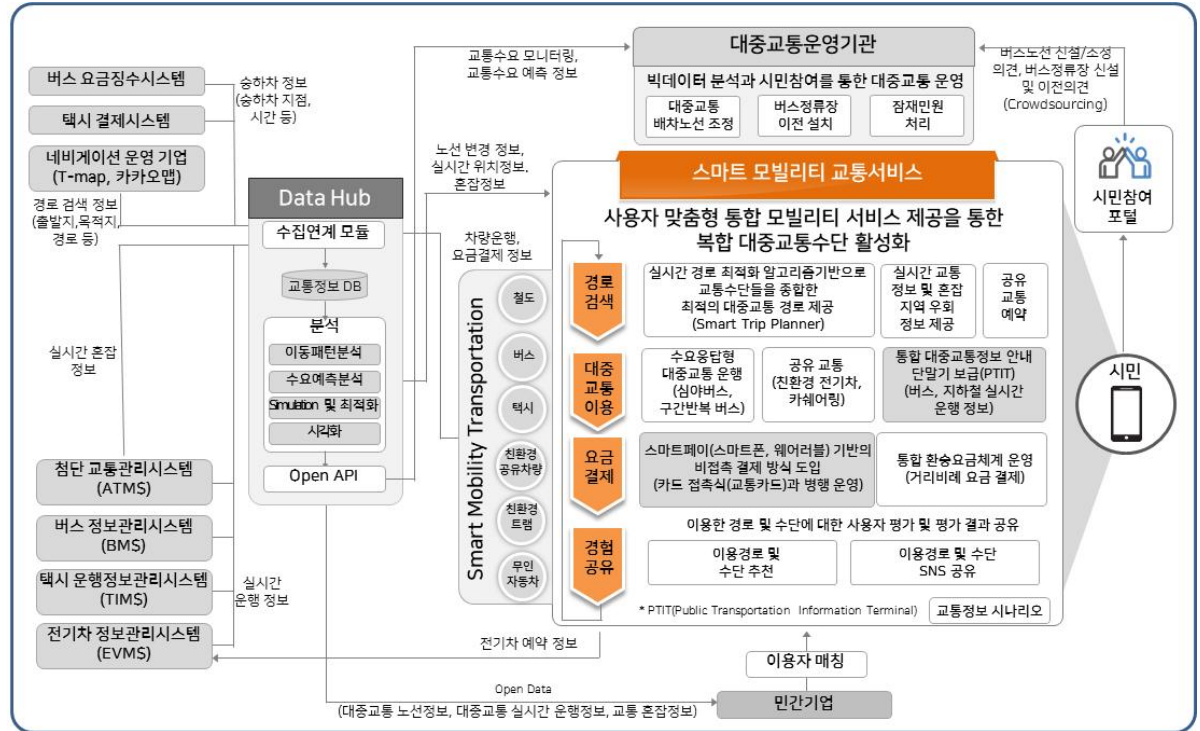 버스 요금징수시스템
택시 결제시스템
네비게이션 운영 기업
(T-map, 카카오맵)
경로 검색 정보
(출발지,목적지,
경로 등)
승하차 정보
(승하차 지점,
시간 등)
실시간 혼잡
정보
첨단 교통관리시스템
(ATMS)
버스 정보관리시스템
(BMS)
택시 운행정보관리시스템
(TIMS)
전기차 정보관리시스템
(EVMS)
실시간
운행 정보
Data Hub
수집연계 모듈
교통정보 DB
분석
이동패턴분석
수요예측분석
Simulation 및 최적화
시각화
Open API
교통수요 모니터링,
교통수요 예측 정보
노선 변경 정보,
실시간 위치정보,
혼잡정보
차량운행,
요금결제 정보
Smart Mobility Transportation
철도
버스
택시
친환경
공유차량
친환경
트램
무인
자동차
대중교통운영기관
빅데이터 분석과 시민참여를 통한 대중교통 운영
대중교통
배차노선 조정
버스정류장
이전 설치
잠재민원
처리
버스노선 신설/조정
의견, 버스정류장 신설
및 이전의견
(Crowdsourcing)
시민참여
포털
시민
스마트 모빌리티 교통서비스
사용자 맞춤형 통합 모빌리티 서비스 제공을 통한
복합 대중교통수단 활성화
경로
검색
실시간 경로 최적화 알고리즘기반으로
교통수단들을 종합한
최적의 대중교통 경로 제공
(Smart Trip Planner)
실시간 교통
정보 및 혼잡
지역 우회
정보 제공
공유
교통
예약
대중
교통
이용
수요응답형
대중교통 운행
(심야버스,
구간반복 버스)
공유 교통
(친환경 전기차,
카쉐어링)
통합 대중교통정보 안내
단말기 보급(PTIT)
(버스, 지하철 실시간
운행 정보)
요금
결제
스마트페이(스마트폰, 웨어러블) 기반의
비접촉 결제 방식 도입
(카드 접촉식(교통카드)과 병행 운영)
통합 환승요금체계 운영
(거리비례 요금 결제)
경험
공유
이용한 경로 및 수단에 대한 사용자 평가 및 평가 결과 공유
이용경로 및
수단 추천
이용경로 및 수단
SNS 공유
* PTIT(Public Transportation Information Terminal)
교통정보 시나리오
전기차 예약 정보
이용자 매칭
민간기업
Open Data
(대중교통 노선정보, 대중교통 실시간 운행정보, 교통 혼잡정보)